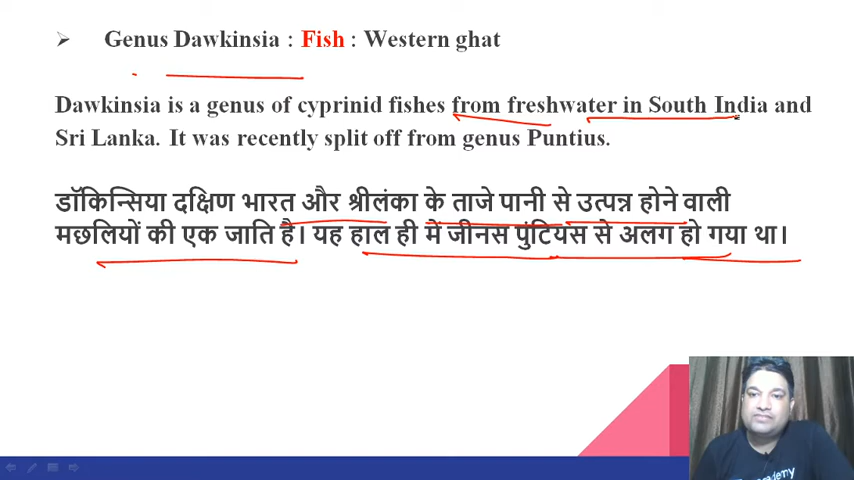 Genus Dawkinsia : Fish : Western ghat
Dawkinsia is a genus of cyprinid fishes from freshwater in South India and
Sri Lanka. It was recently split off from genus Puntius.
डॉकिन्सिया दक्षिण भारत और श्रीलंका के ताजे पानी से उत्पन्न होने वाली
मछलियों की एक जाति है। यह हाल ही में जीनस पुंटियस से अलग हो गया था।